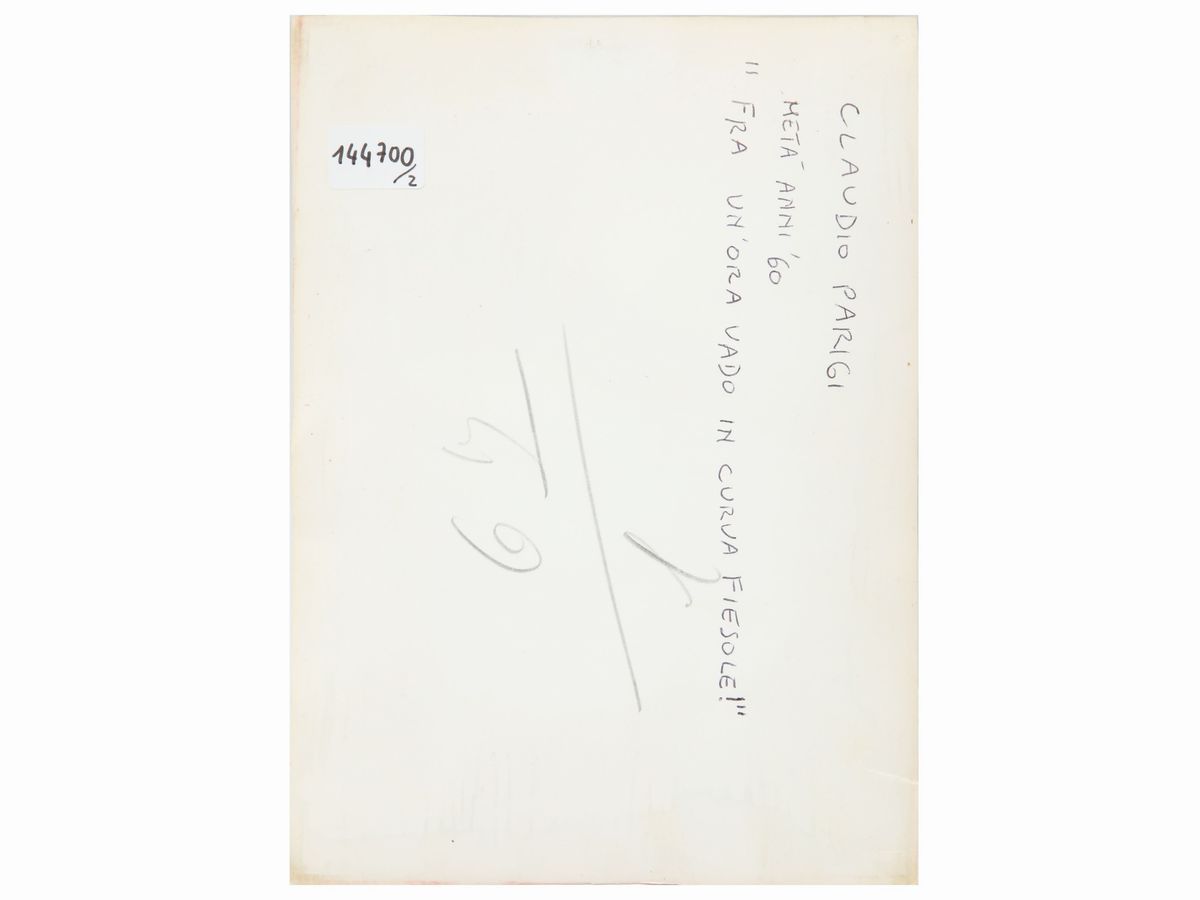 CLAUDIO PARIGI
METÀ ANNI '60
" FRA UN'ORA VADO IN CURVA FIESOLE!"
144700/2